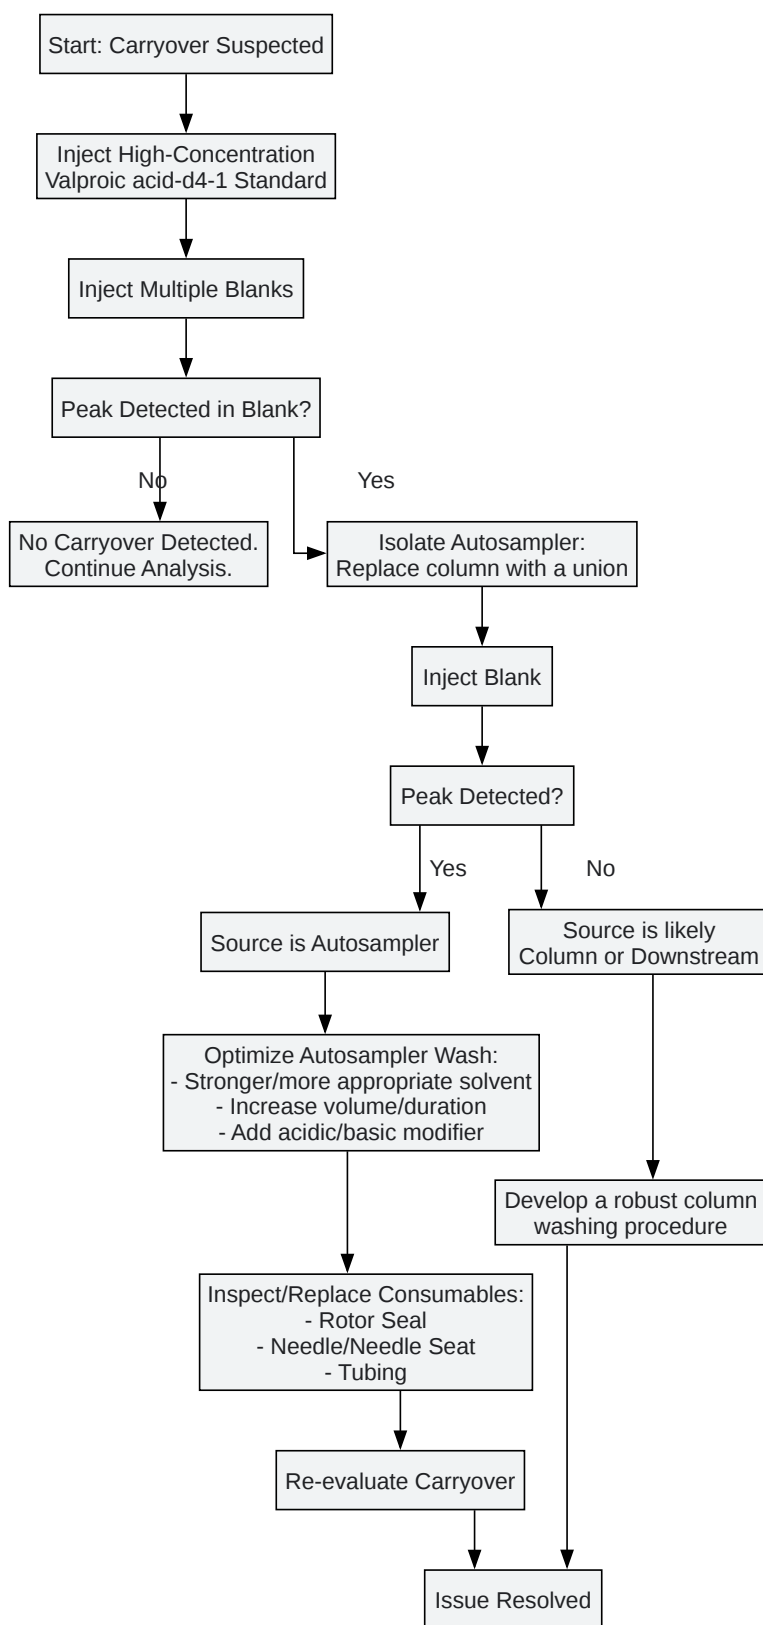 Start: Carryover Suspected
Inject High-Concentration
Valproic acid-d4-1 Standard
Inject Multiple Blanks
Peak Detected in Blank?
No
Yes
No Carryover Detected.
Continue Analysis.
Isolate Autosampler:
Replace column with a union
Inject Blank
Peak Detected?
Yes
No
Source is Autosampler
Source is likely
Column or Downstream
Optimize Autosampler Wash:
- Stronger/more appropriate solvent
- Increase volume/duration
- Add acidic/basic modifier
Develop a robust column
washing procedure
Inspect/Replace Consumables:
- Rotor Seal
- Needle/Needle Seat
- Tubing
Re-evaluate Carryover
Issue Resolved